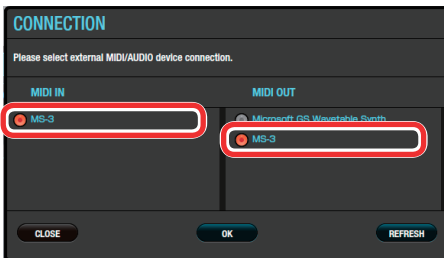 CONNECTION
Please select external MIDI/AUDIO device connection.
MIDI IN
MIDI OUT
MS-3
Microsoft GS Wavetable Synth
MS-3
CLOSE
OK
REFRESH